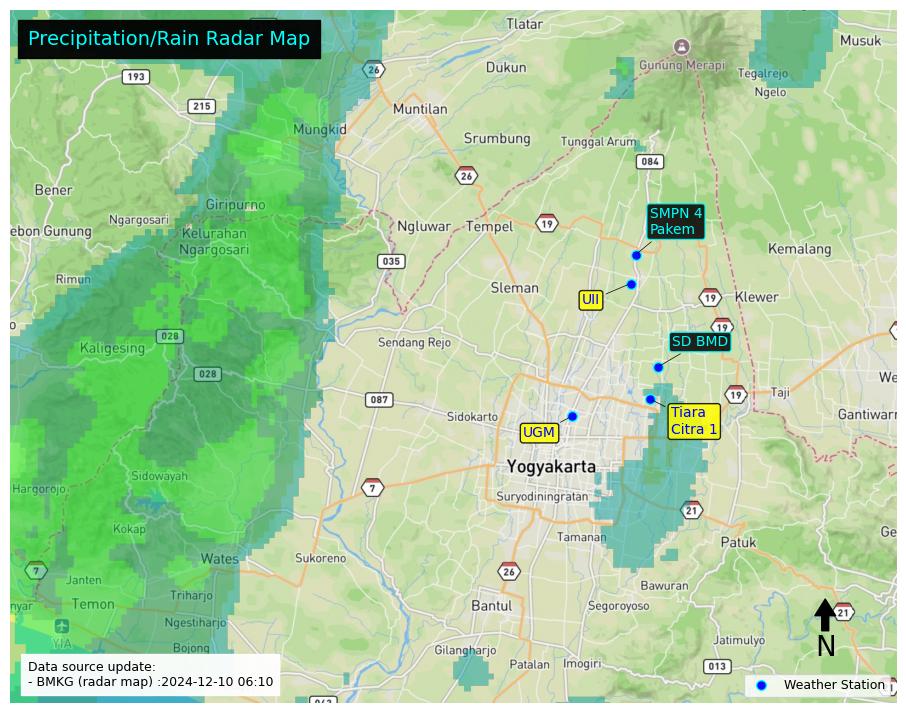 Precipitation/Rain Radar Map
Tlatar
Musuk
26
193
Dukun
Gunung Merapi
Tegalrejo
Ngelo
215
Muntilan
Mungkid
Srumbung
Tunggal Arum
084
26
Bener
Giripurno
Ngargosari
SMPN 4
Pakem
ebon Gunung
Kelurahan
Ngargosari
Ngluwar
Tempel
19
Kemalang
035
Rimun
Sleman
UII
19
Klewer
19
028
Sendang Rejo
SD BMD
Kaligesing
028
087
19
Taji
We
Sidokarto
Tiara
Citra 1
Gantiwarn
UGM
Yogyakarta
Sidowayah
Hargorojo
7
Suryodiningratan
21
Kokap
Tamanan
Patuk
Ge
Wates
Sukoreno
7
Janten
26
Bawuran
nyar
Temon
Triharjo
Bantul
Segoroyoso
21
Ngestiharjo
YIA
Bojong
Gilangharjo
Jatimulyo
N
Patalan
Imogiri
013
Data source update:
- BMKG (radar map) :2024-12-10 06:10
Weather Station